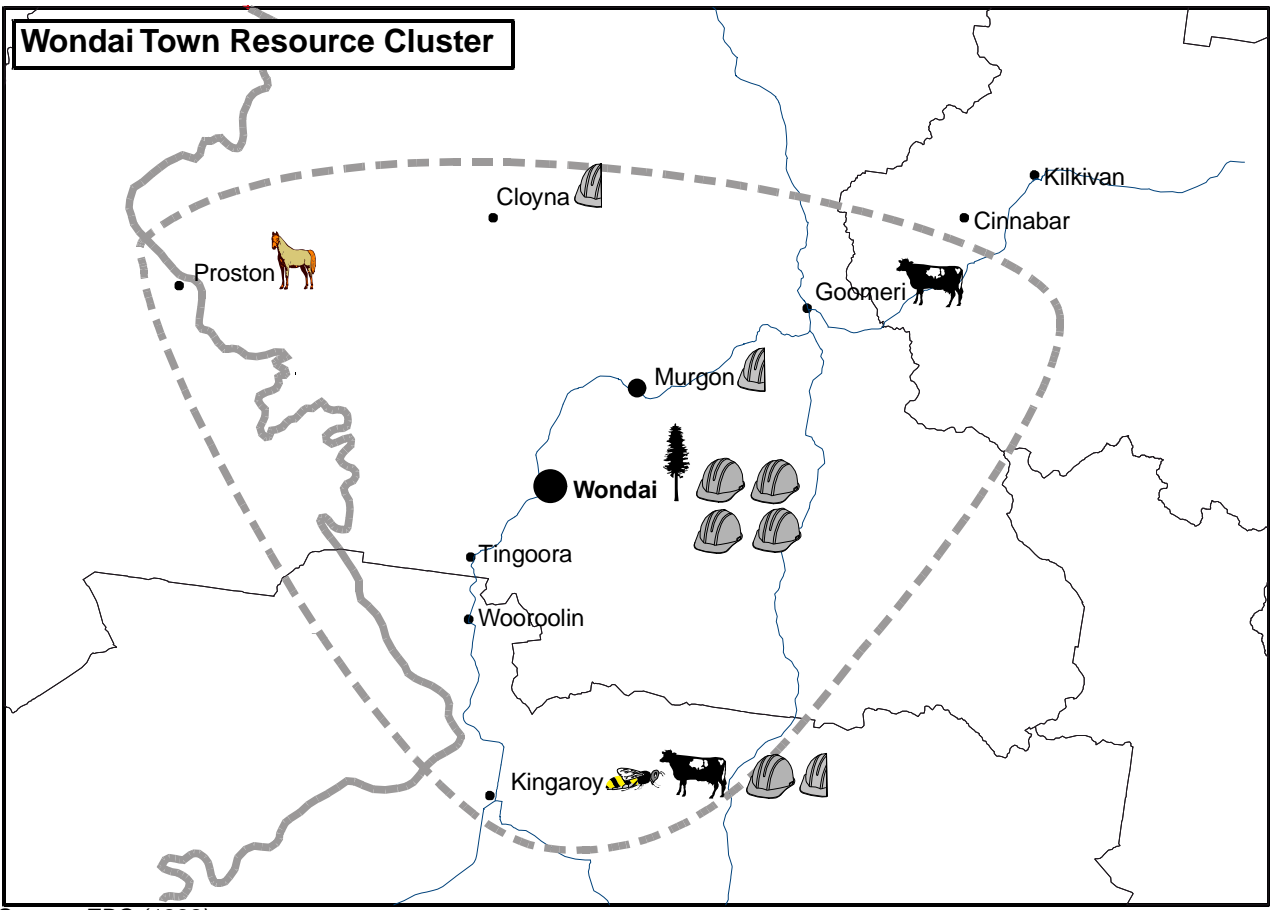 Wondai Town Resource Cluster
Kilkivan
Cloyna
Cinnabar
Proston
Goomeri
Murgon
Wondai
Tingoora
Wooroolin
Kingaroy